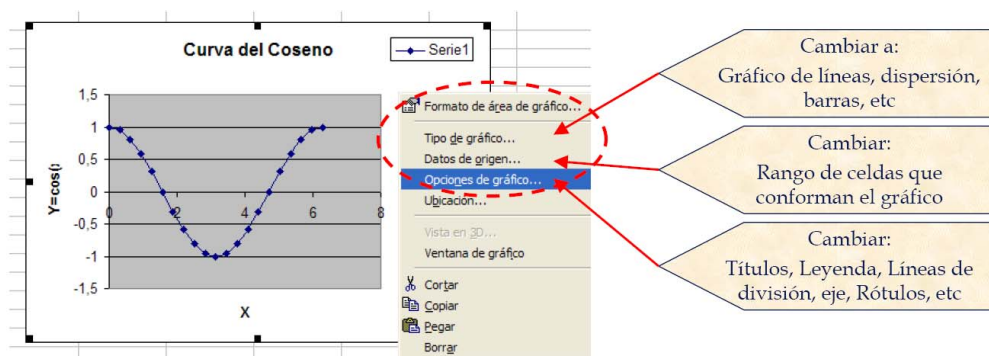 Curva del Coseno
Serie1
1,5
1
0,5
0
-0,5
-1
-1,5
0
2
4
6
8
Y=cos()
X
Formato de área de gráfico...
Tipo de gráfico...
Datos de origen...
Opciones de gráfico...
Ubicación...
Vista en 3D...
Ventana de gráfico
Cortar
Copiar
Pegar
Borrar
Cambiar a:
Gráfico de líneas, dispersión,
barras, etc
Cambiar:
Rango de celdas que
conforman el gráfico
Cambiar:
Títulos, Leyenda, Líneas de
división, eje, Rótulos, etc